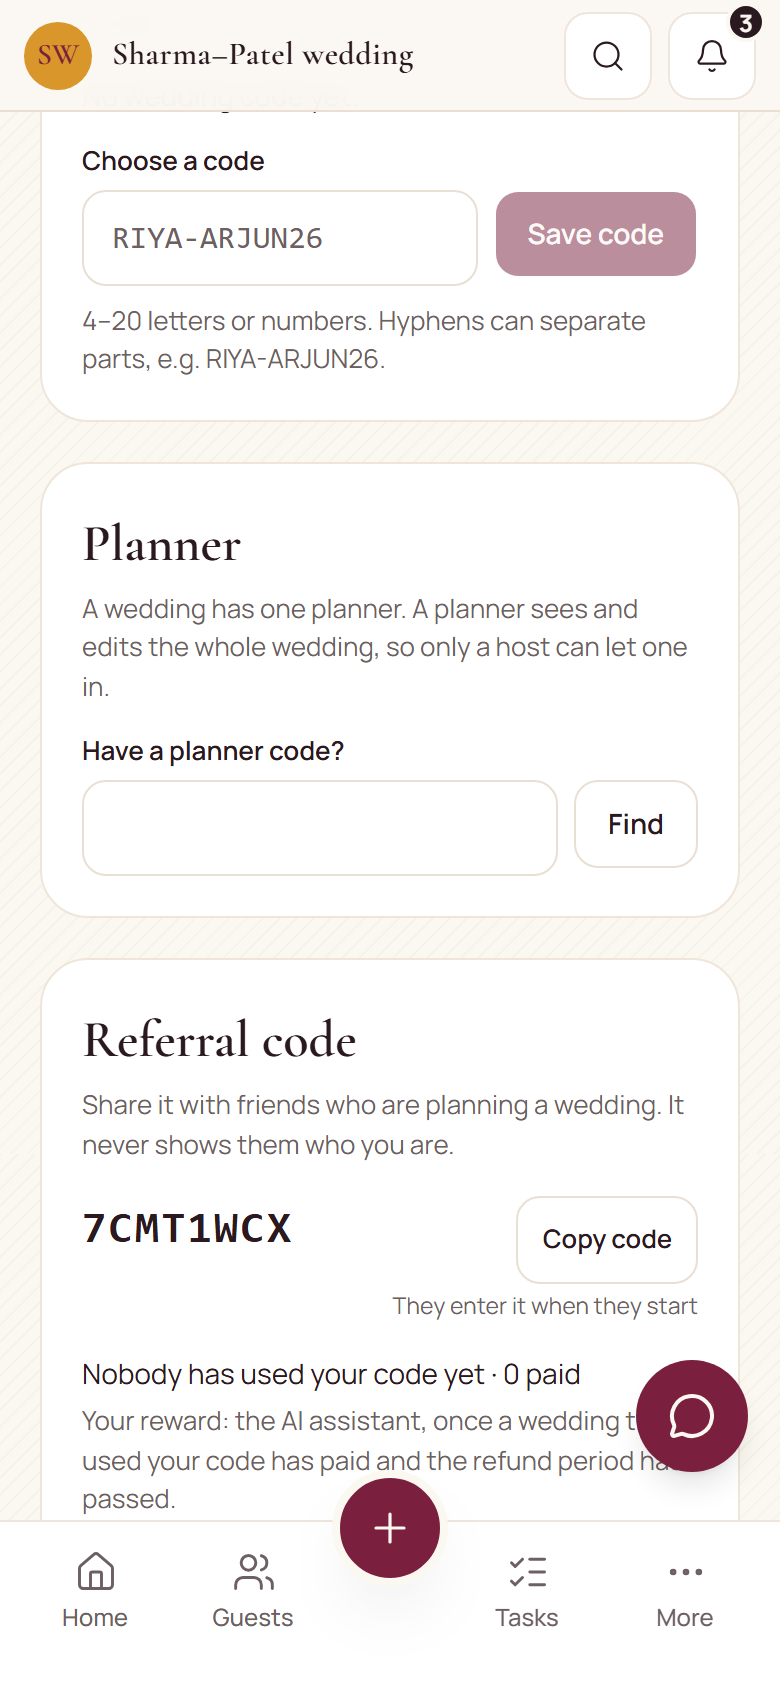 SW
Sharma–Patel wedding
3
No wedding code yet
Choose a code
RIYA-ARJUN26
Save code
4–20 letters or numbers. Hyphens can separate
parts, e.g. RIYA-ARJUN26.
Planner
A wedding has one planner. A planner sees and
edits the whole wedding, so only a host can let one
in.
Have a planner code?
Find
Referral code
Share it with friends who are planning a wedding. It
never shows them who you are.
7CMT1WCX
Copy code
They enter it when they start
Nobody has used your code yet · 0 paid
Your reward: the AI assistant, once a wedding
used your code has paid and the refund period
passed.
Home
Guests
Tasks
More